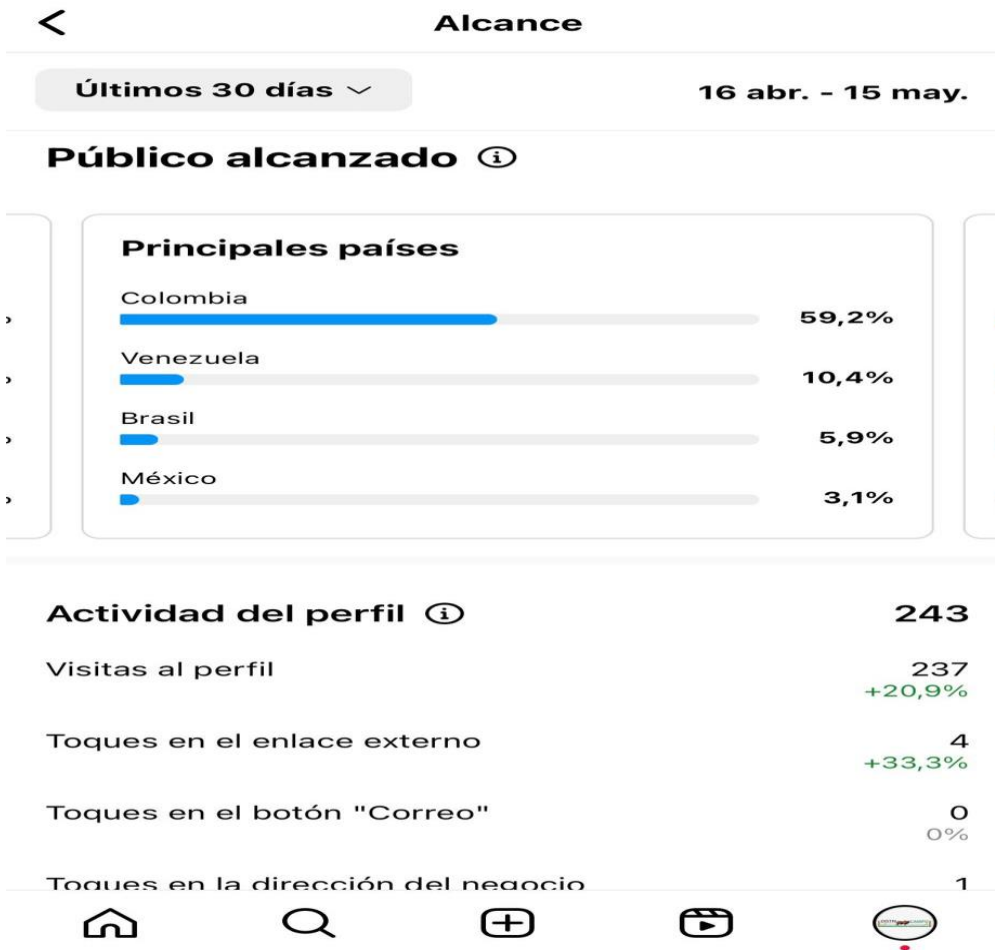 Alcance
Últimos 30 días
16 abr. - 15 may.
Público alcanzado
Principales países
Colombia
59,2%
Venezuela
10,4%
Brasil
5,9%
México
3,1%
Actividad del perfil
243
Visitas al perfil
237
+20,9%
Toques en el enlace externo
4
+33,3%
Toques en el botón "Correo"
0
0%
Toques en la dirección del negocio
1